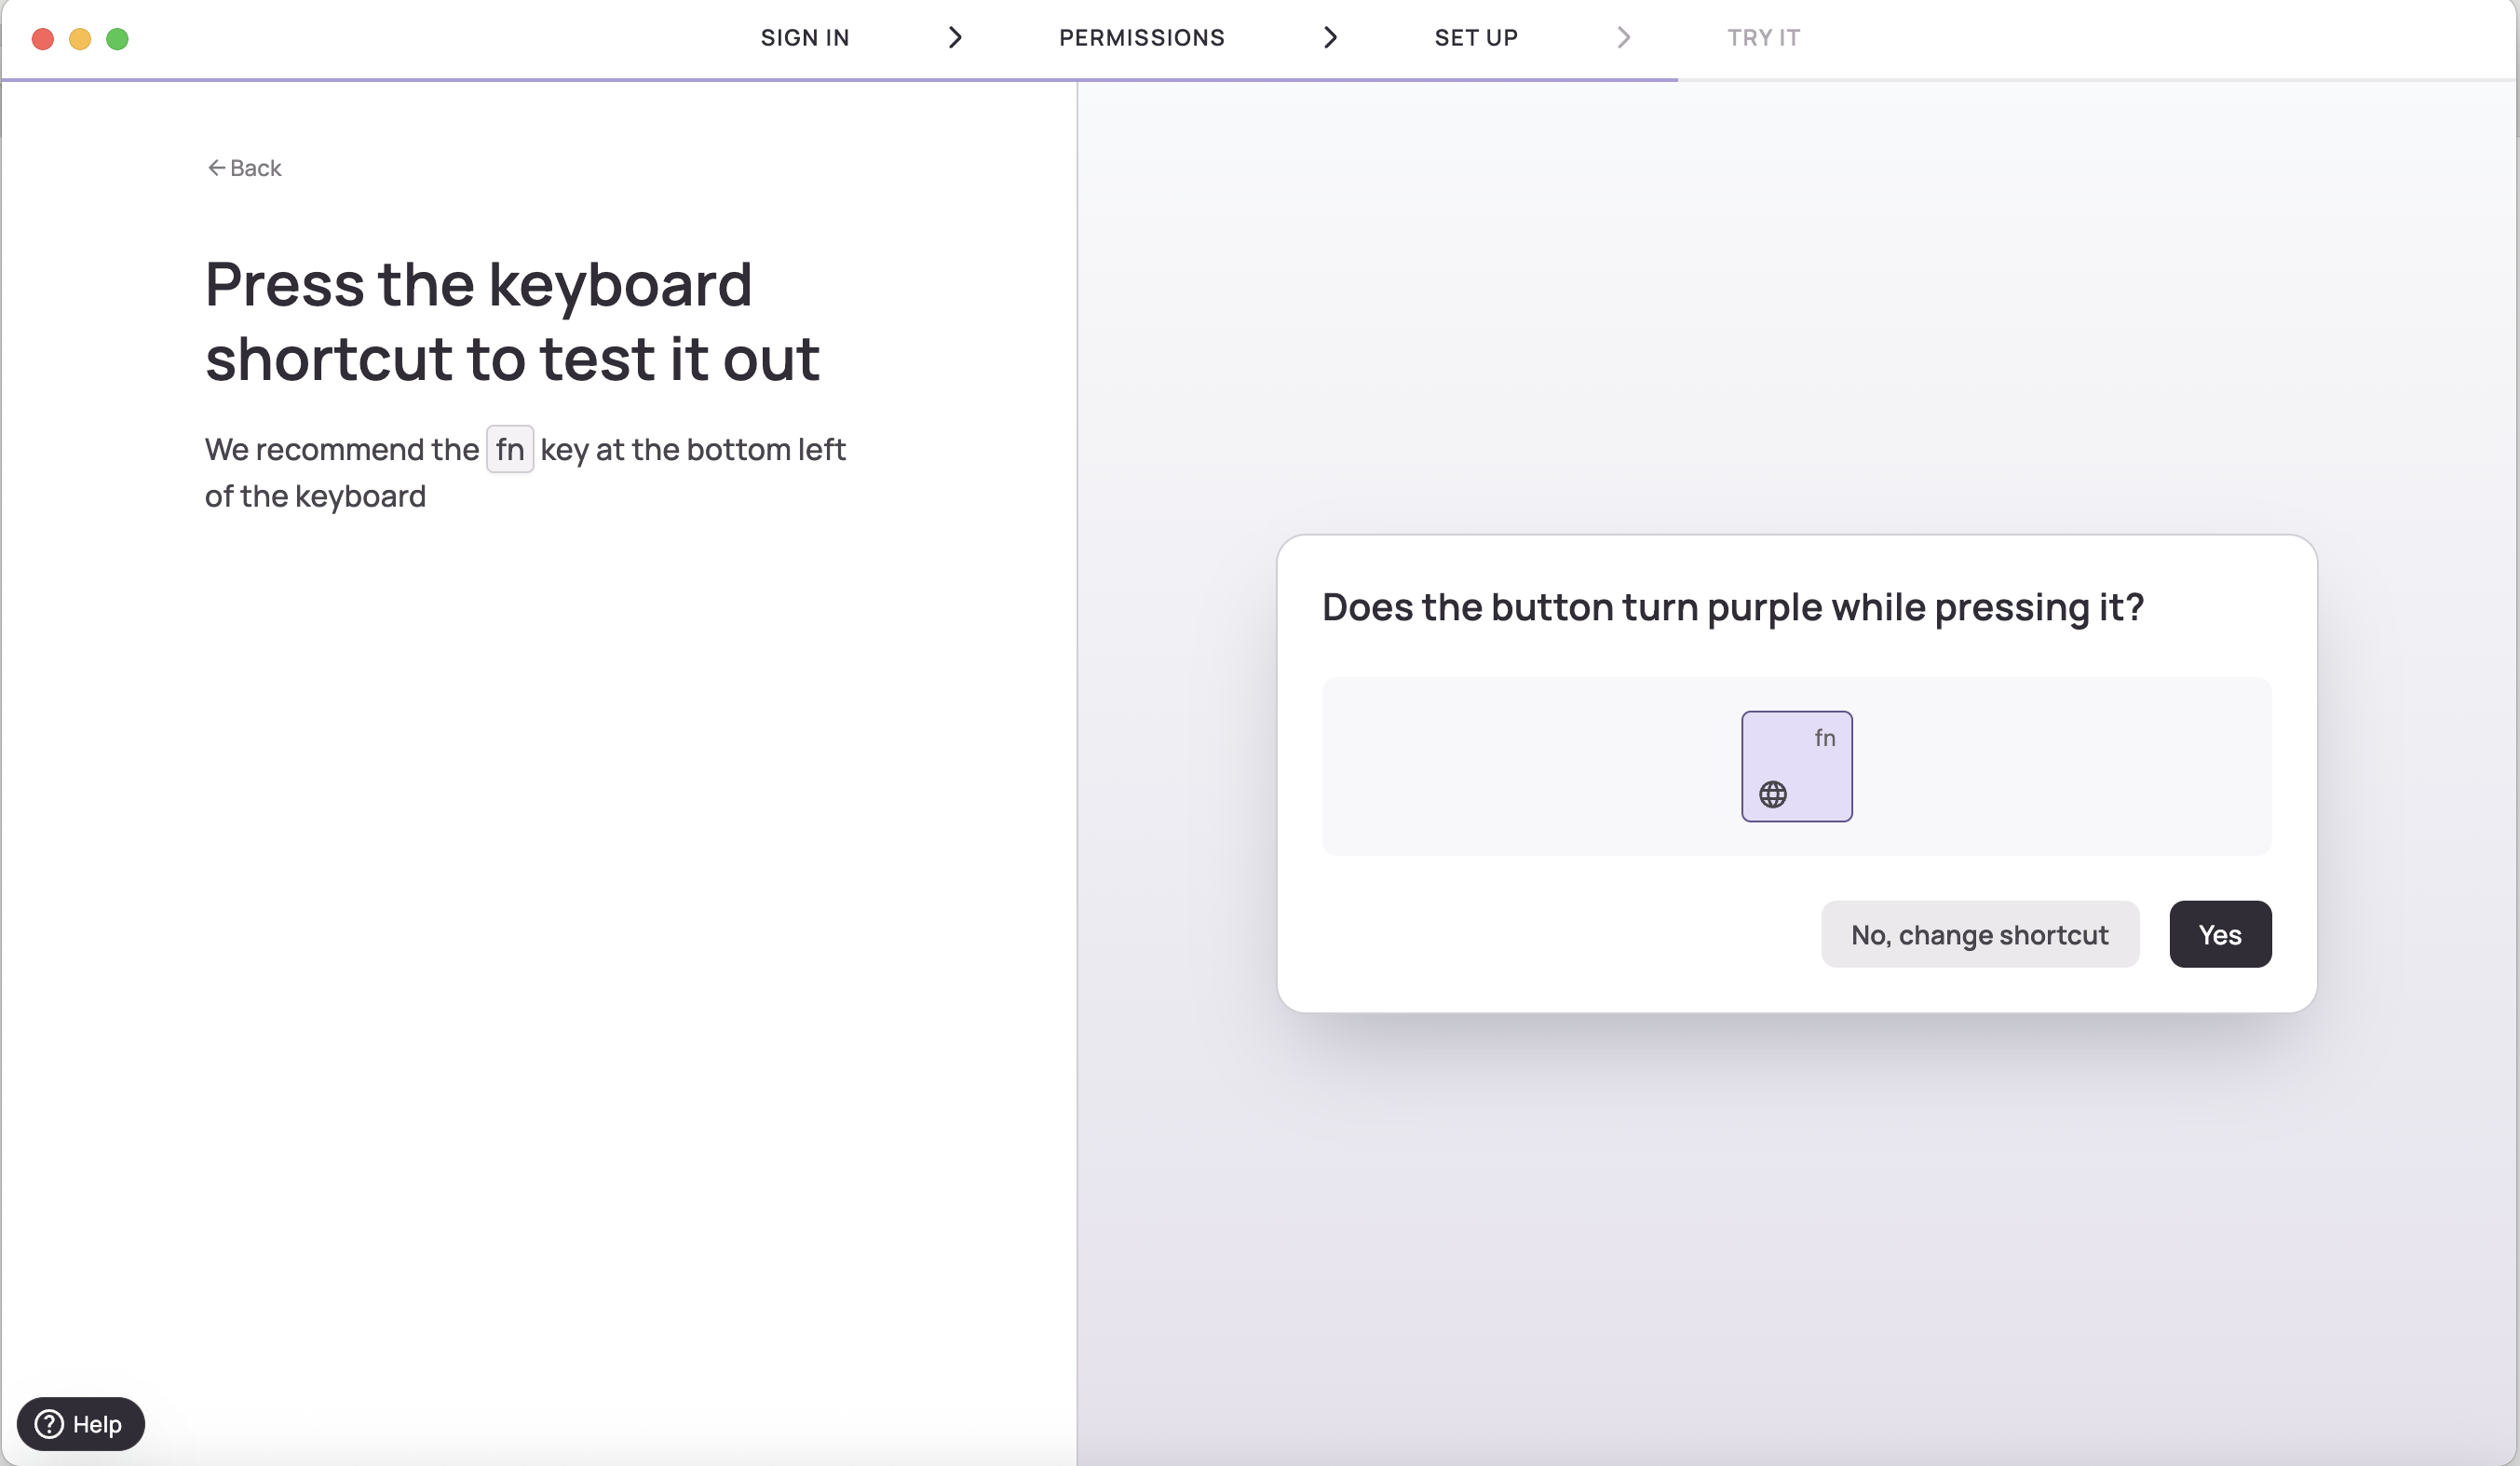 SIGN IN
PERMISSIONS
SET UP
TRY IT
Back
Press the keyboard
shortcut to test it out
We recommend the fn key at the bottom left
of the keyboard
Does the button turn purple while pressing it?
fn
No, change shortcut
Yes
Help